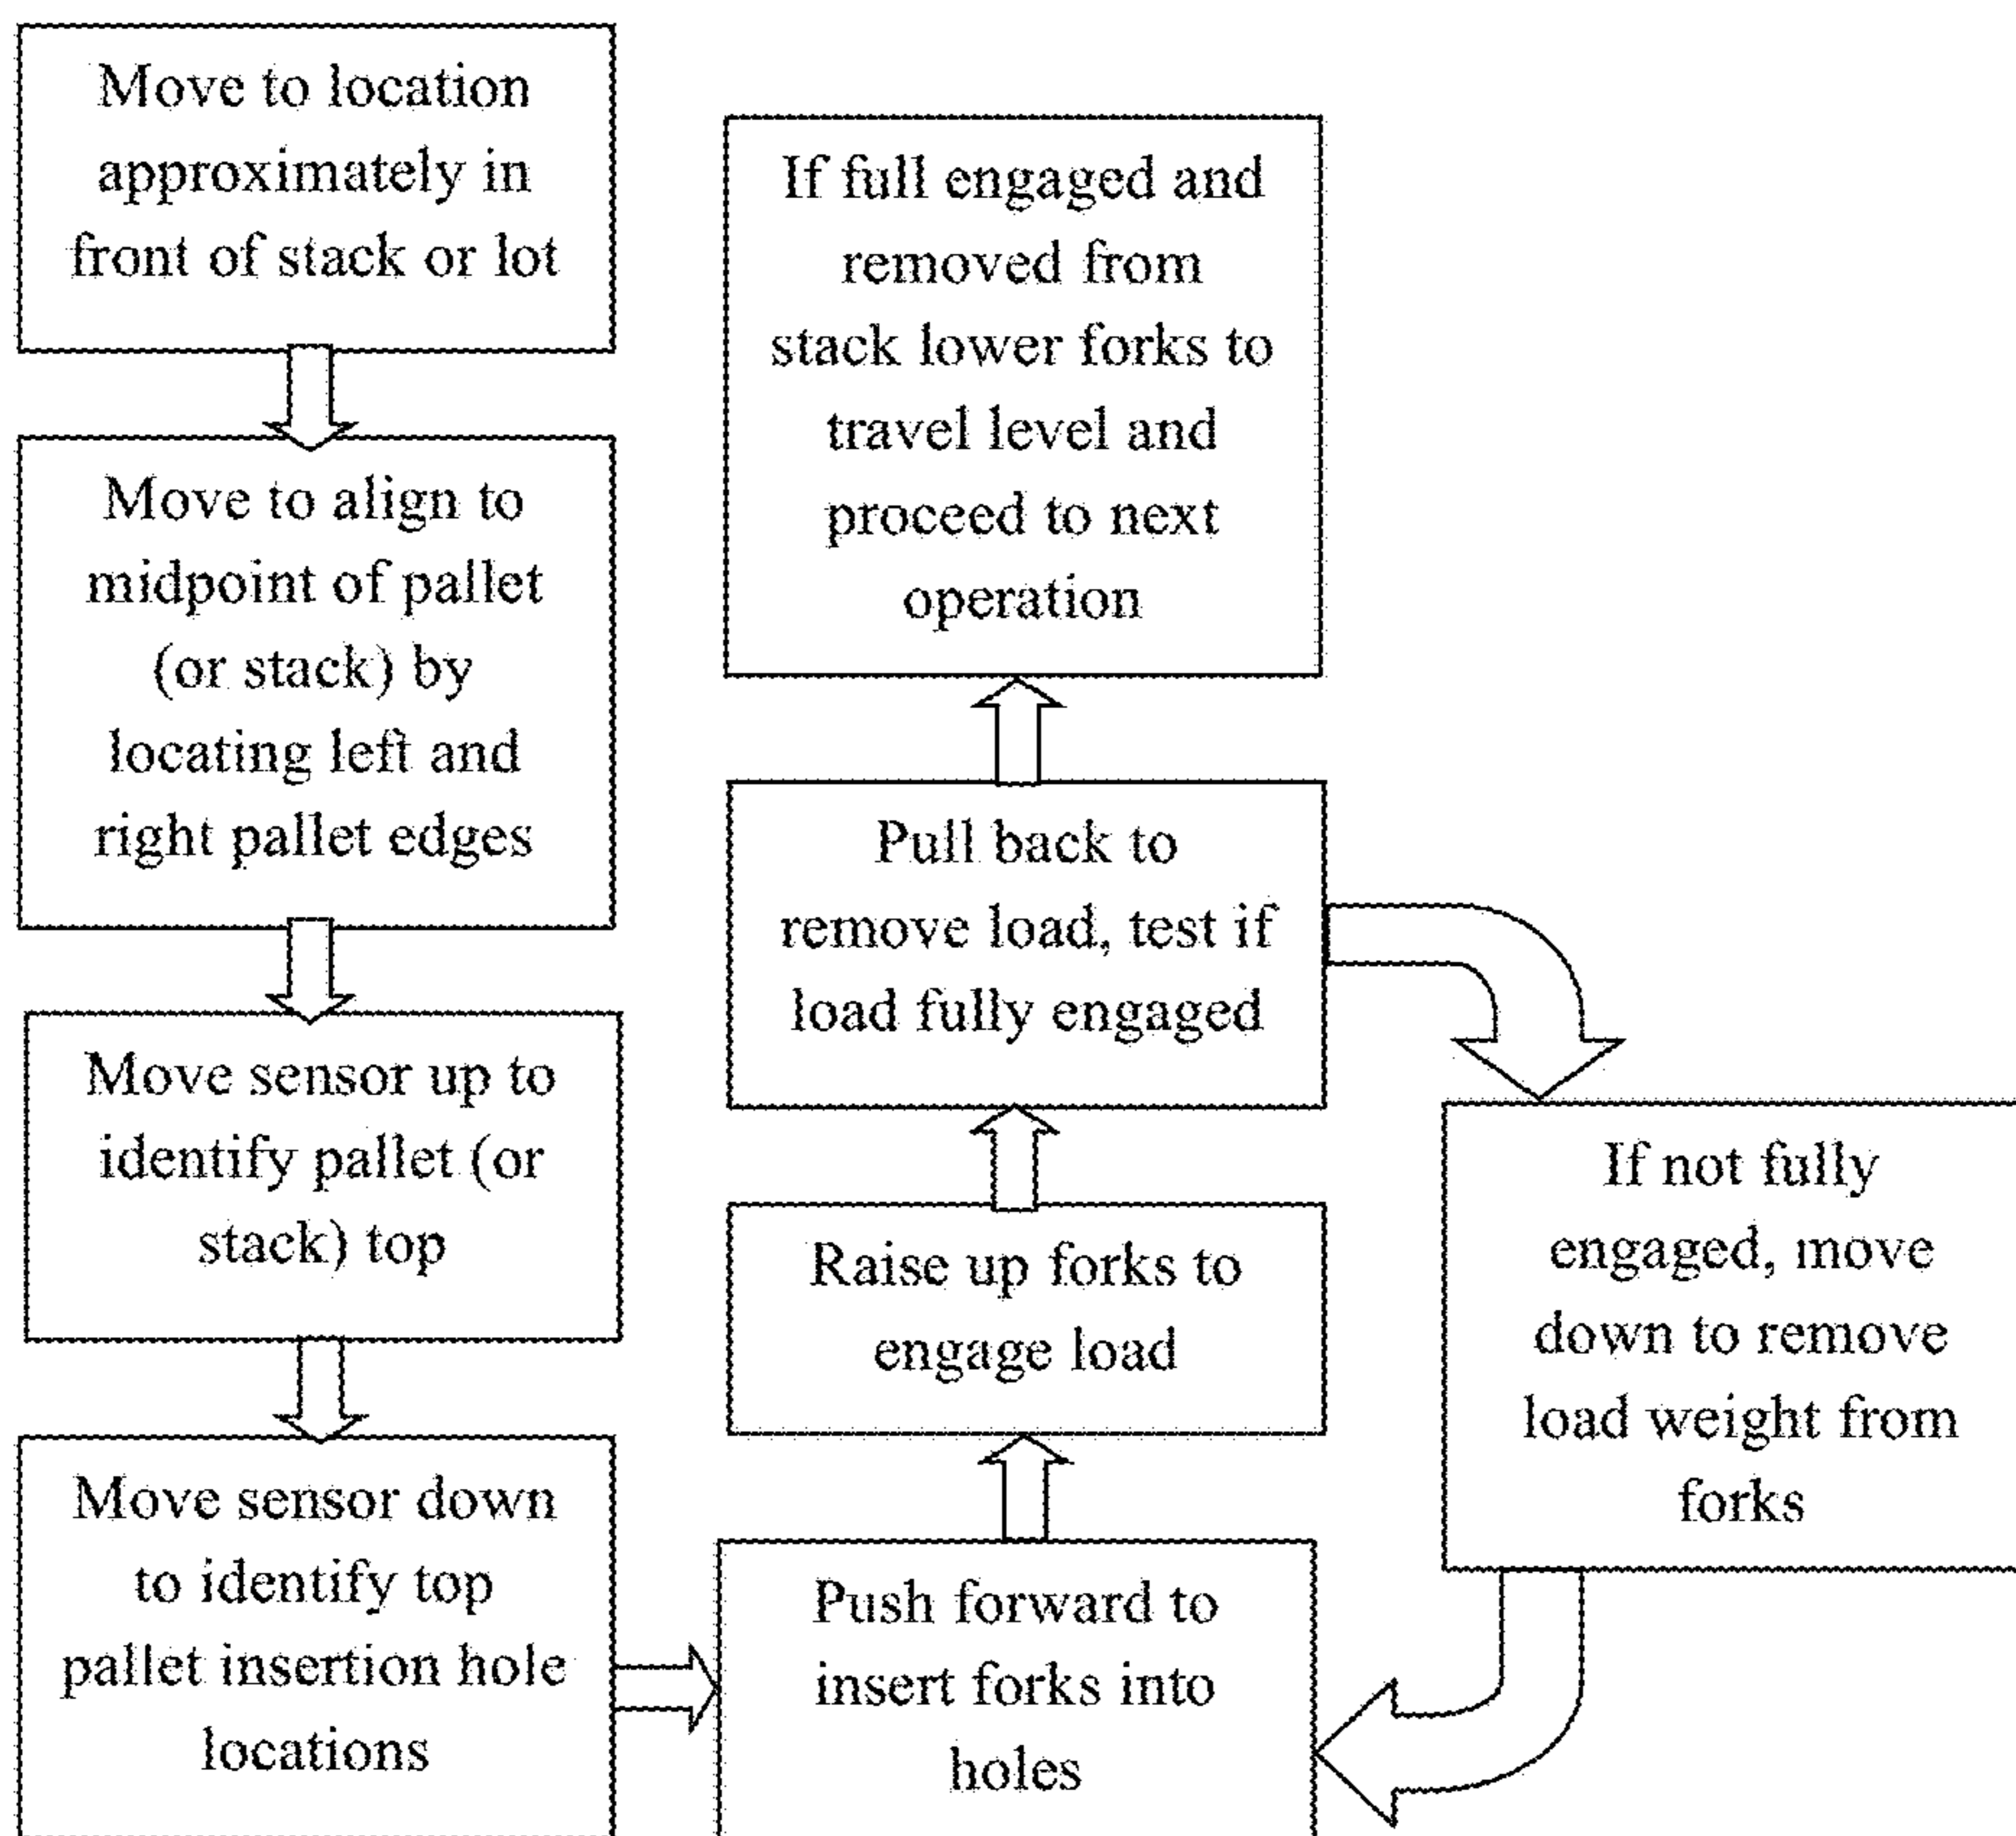 Move to location
approximately in
front of stack or lot
Move to align to
midpoint of pallet
(or stack) by
locating left and
right pallet edges
Move sensor up to
identify pallet (or
stack) top
Move sensor down
to identify top
pallet insertion hole
locations
Push forward to
insert forks into
holes
Raise up forks to
engage load
Pull back to
remove load, test if
load fully engaged
If full engaged and
removed from
stack lower forks to
travel level and
proceed to next
operation
If not fully
engaged, move
down to remove
load weight from
forks